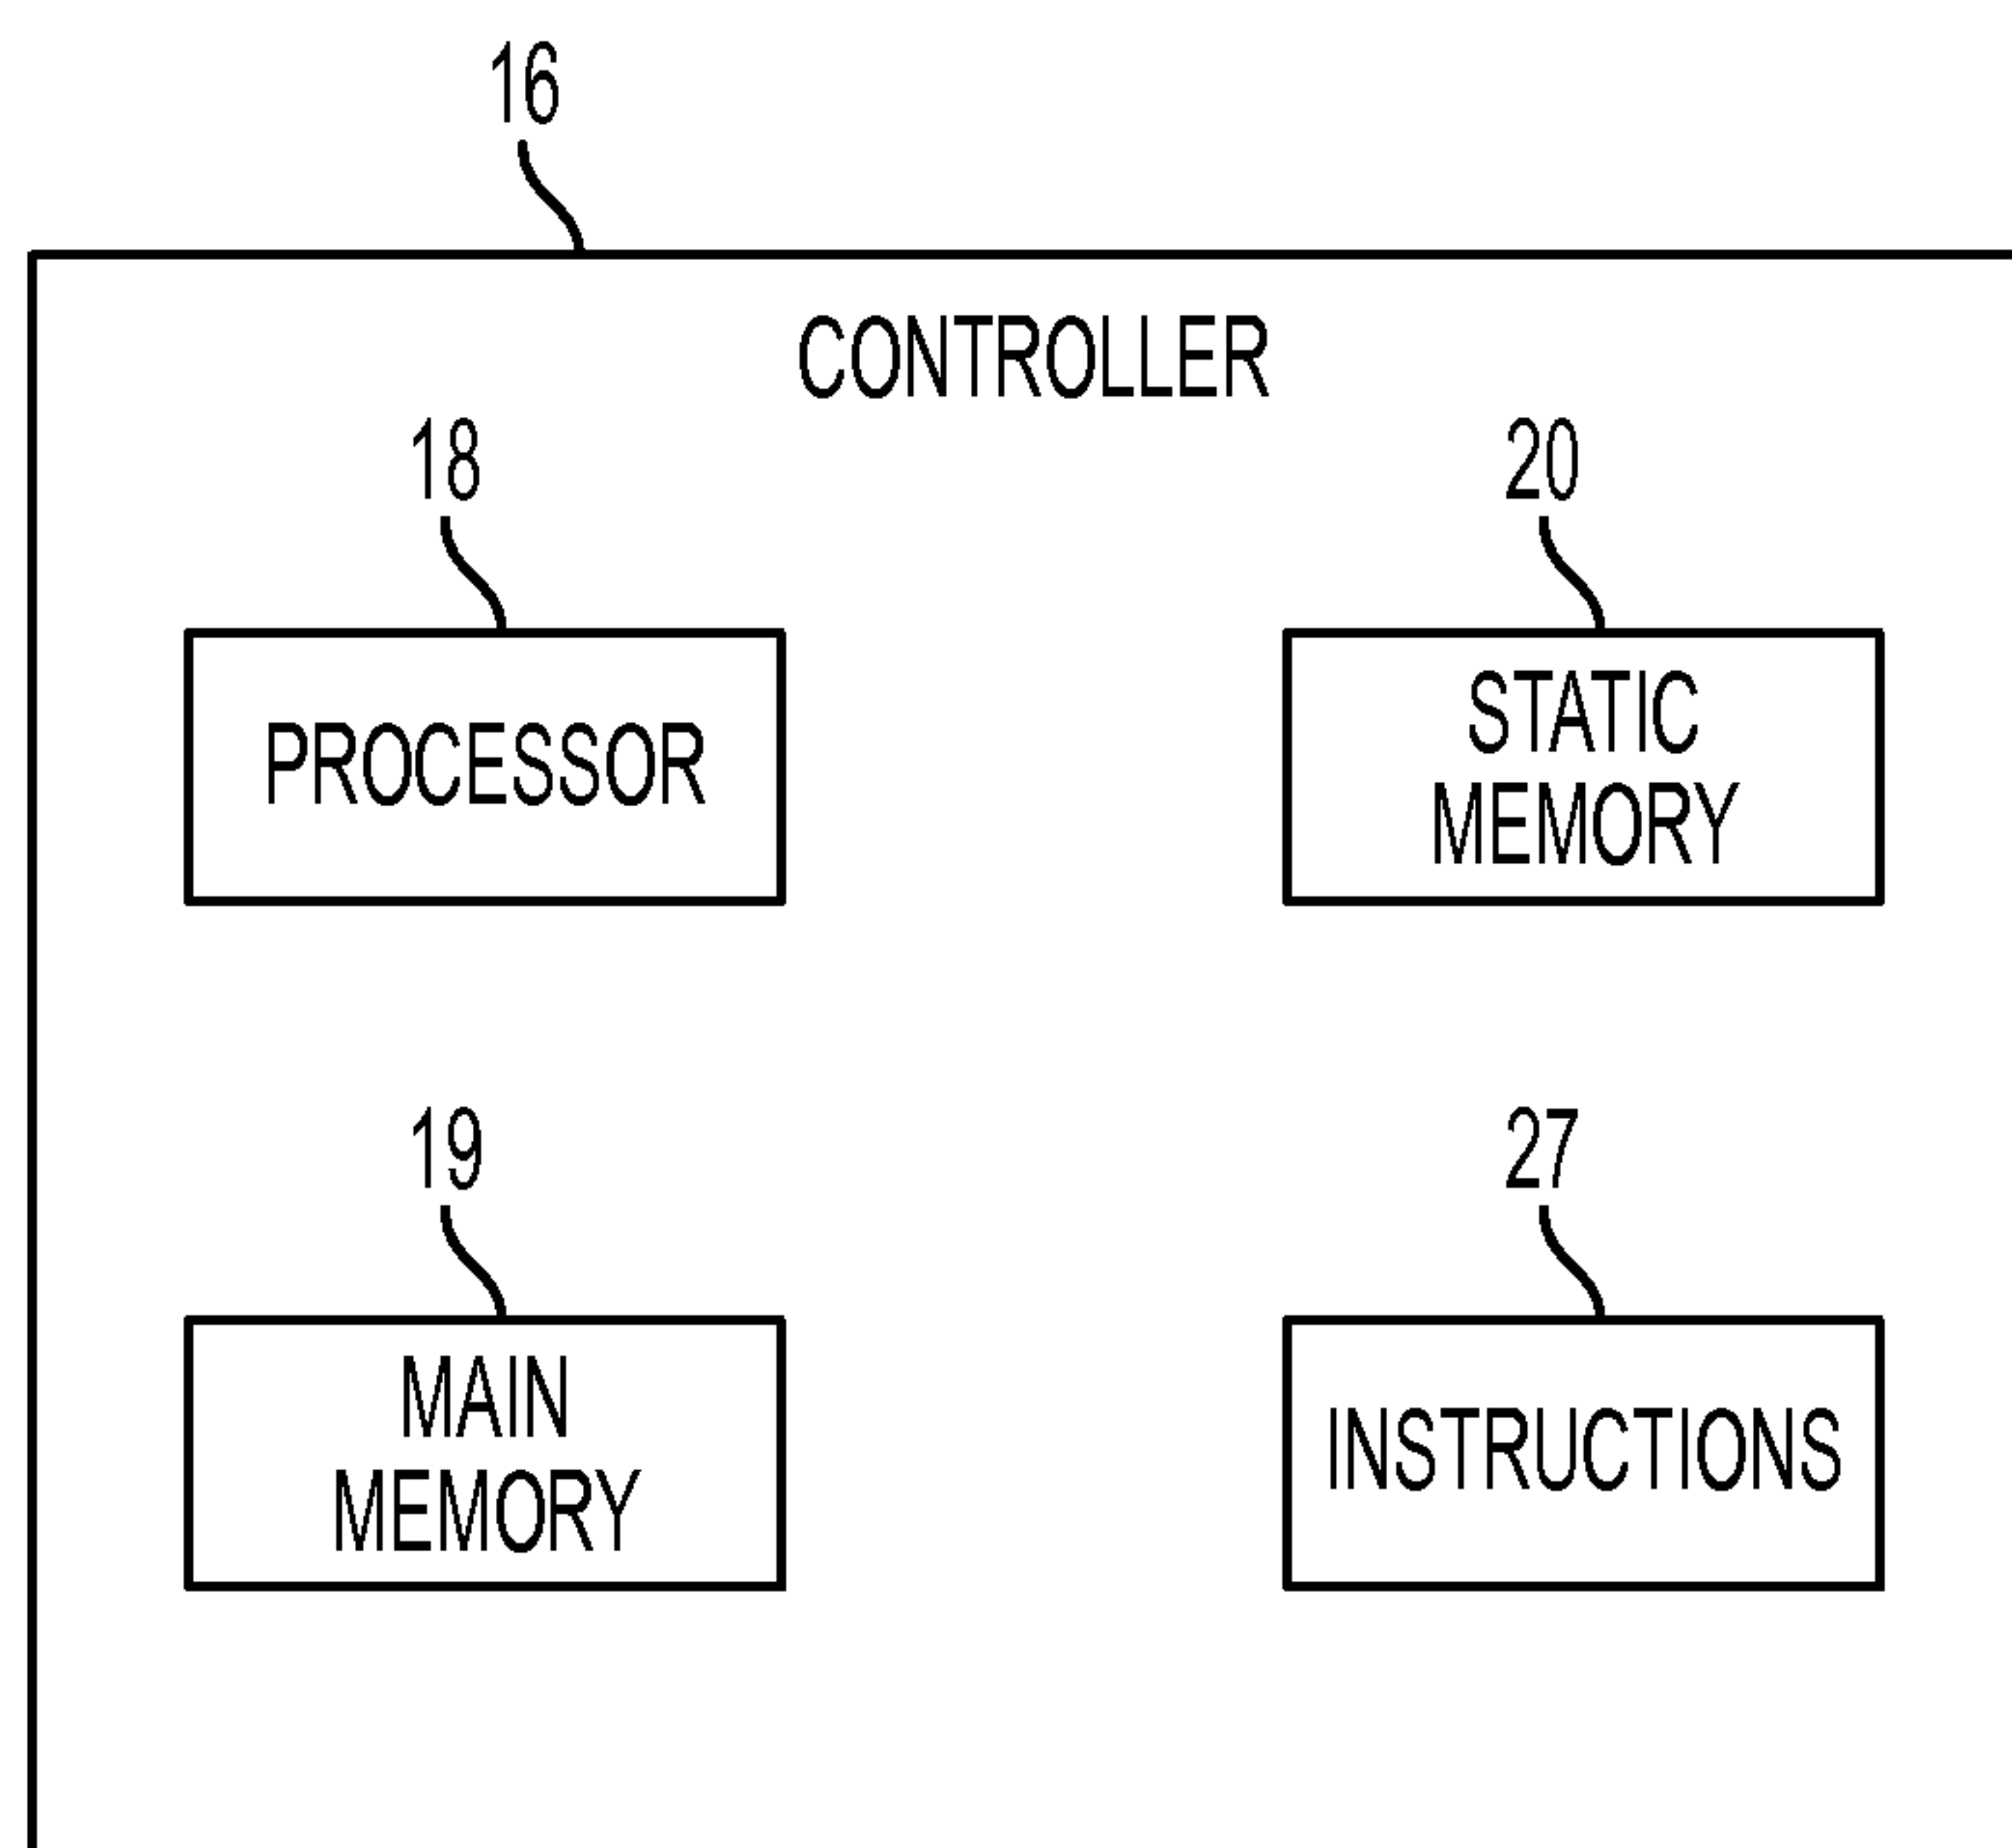 16
CONTROLLER
18
PROCESSOR
20
STATIC
MEMORY
19
MAIN
MEMORY
27
INSTRUCTIONS